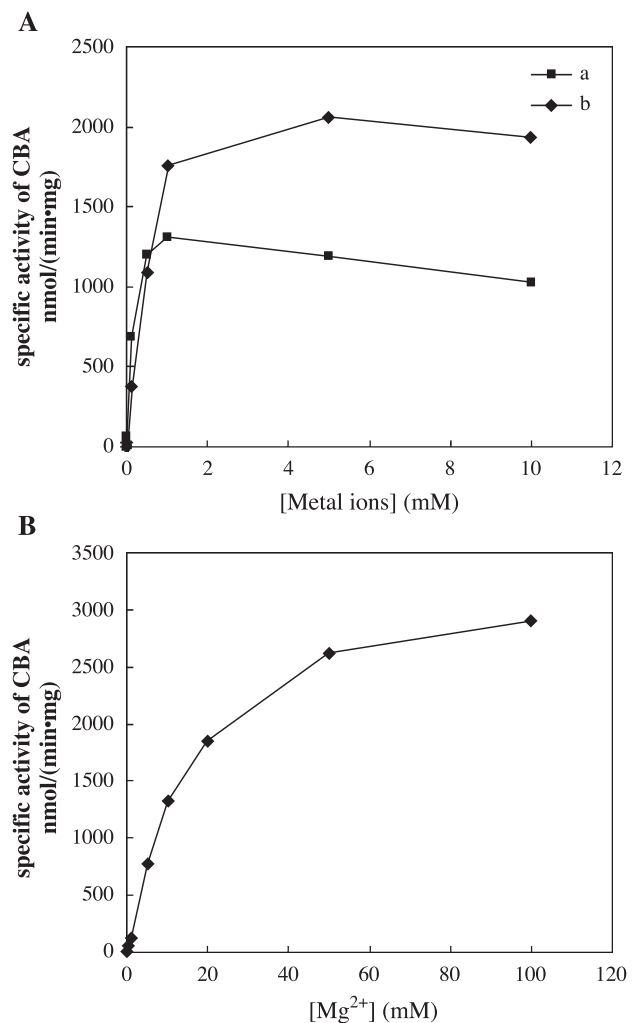 A
2500
2000
1500
1000
500
0
specific activity of CBA
nmol/(min•mg)
a
b
0 2 4 6 8 10 12
[Metal ions] (mM)
B
3500
3000
2500
2000
1500
1000
500
0
specific activity of CBA
nmol/(min•mg)
0 20 40 60 80 100 120
[Mg²⁺] (mM)